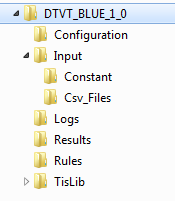 DTVT_BLUE_1_0
Configuration
Input
Constant
Csv_Files
Logs
Results
Rules
TisLib